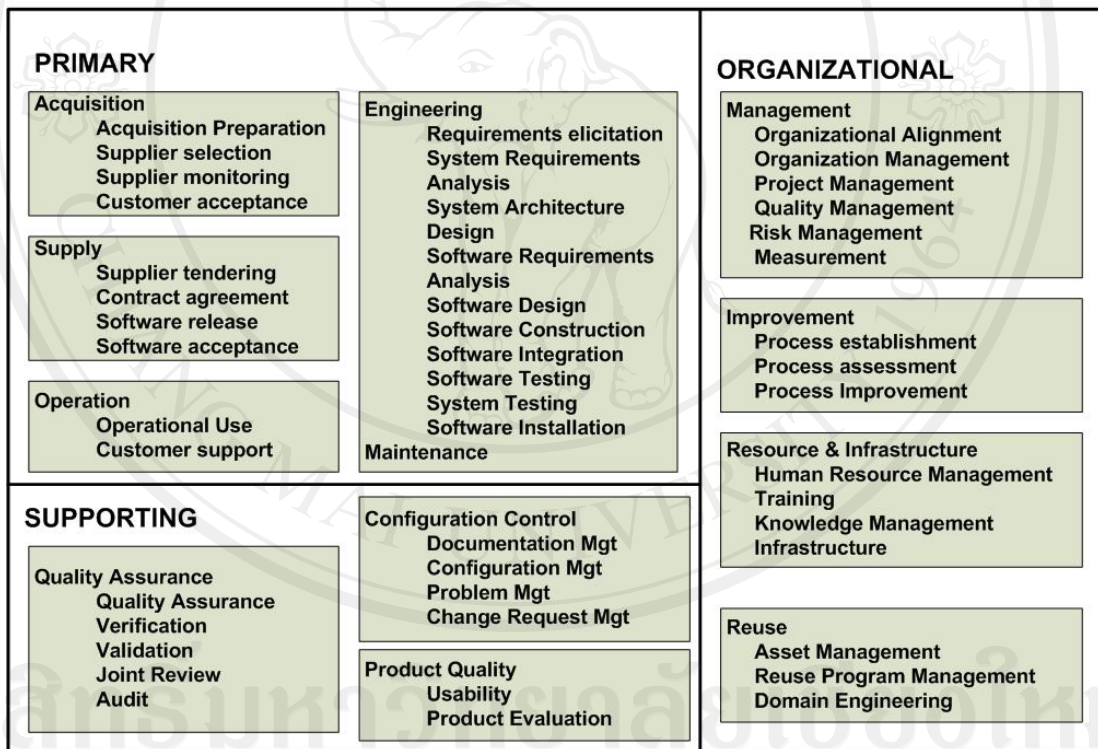 PRIMARY
Acquisition
Acquisition Preparation
Supplier selection
Supplier monitoring
Customer acceptance
Supply
Supplier tendering
Contract agreement
Software release
Software acceptance
Operation
Operational Use
Customer support
Engineering
Requirements elicitation
System Requirements
Analysis
System Architecture
Design
Software Requirements
Analysis
Software Design
Software Construction
Software Integration
Software Testing
System Testing
Software Installation
Maintenance
SUPPORTING
Quality Assurance
Quality Assurance
Verification
Validation
Joint Review
Audit
Configuration Control
Documentation Mgt
Configuration Mgt
Problem Mgt
Change Request Mgt
Product Quality
Usability
Product Evaluation
ORGANIZATIONAL
Management
Organizational Alignment
Organization Management
Project Management
Quality Management
Risk Management
Measurement
Improvement
Process establishment
Process assessment
Process Improvement
Resource & Infrastructure
Human Resource Management
Training
Knowledge Management
Infrastructure
Reuse
Asset Management
Reuse Program Management
Domain Engineering
UNIVERSITY 1964